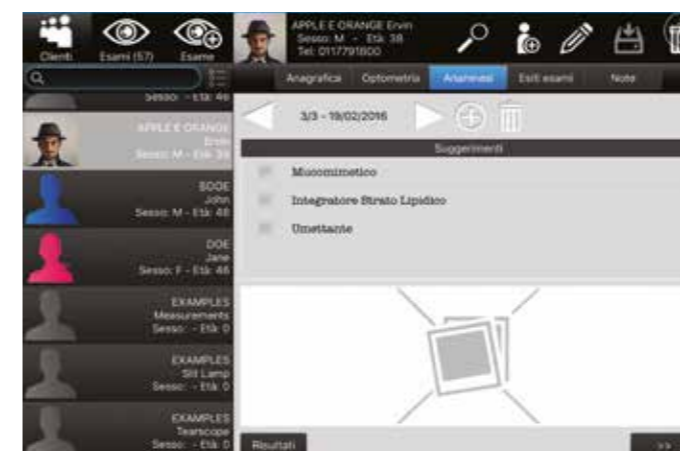 Clienti
Esami (57)
Esame
APPLE E ORANGE Ervin
Sesso: M - Età: 38
Tel: 0117791600
Anagrafica
Optometria
Anamnesi
Esiti esami
Note
Sesso: - Età: 46
APPLE E ORANGE
Ervin
Sesso: M - Età: 38
BDOE
John
Sesso: M - Età: 46
DOE
Jane
Sesso: F - Età: 46
EXAMPLES
Measurements
Sesso: - Età: 0
EXAMPLES
Slit Lamp
Sesso: - Età: 0
EXAMPLES
Tearscope
Sesso: - Età: 0
3/3 - 19/02/2016
Suggerimenti
Mucomimetico
Integratore Strato Lipidico
Umettante
Risultati
>>